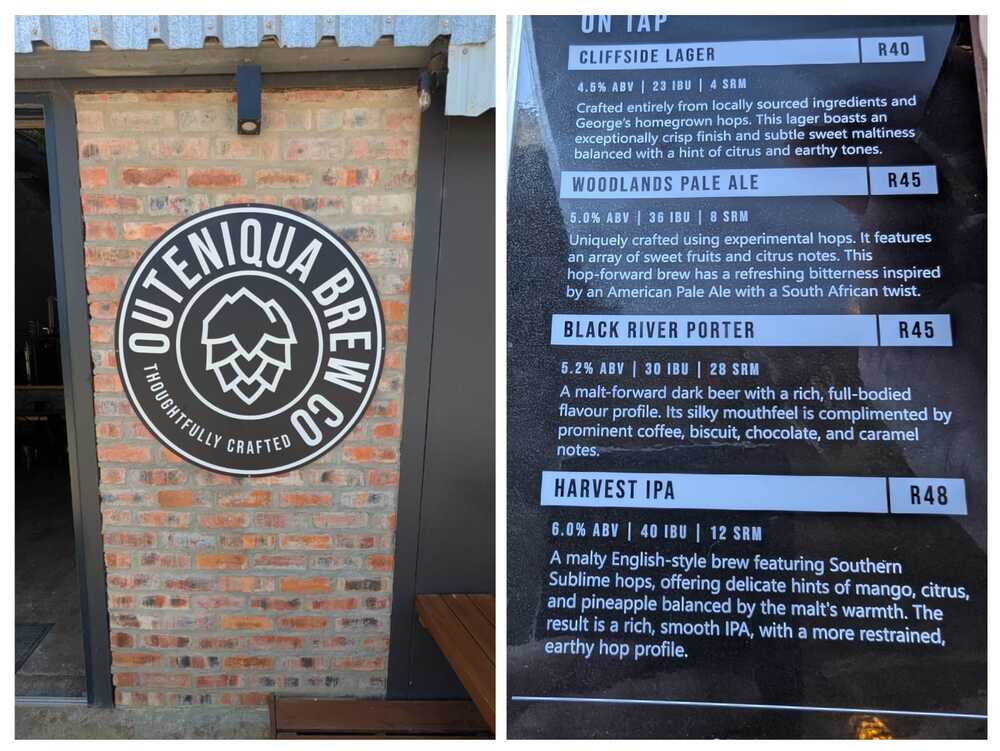 OUTENIQUA BREW CO
THOUGHTFULLY CRAFTED
ON TAP
CLIFFSIDE LAGER R40
4.5% ABV | 23 IBU | 4 SRM
Crafted entirely from locally sourced ingredients and
George's homegrown hops. This lager boasts an
exceptionally crisp finish and subtle sweet maltiness
balanced with a hint of citrus and earthy tones.
WOODLANDS PALE ALE R45
5.0% ABV | 36 IBU | 8 SRM
Uniquely crafted using experimental hops. It features
an array of sweet fruits and citrus notes. This
hop-forward brew has a refreshing bitterness inspired
by an American Pale Ale with a South African twist.
BLACK RIVER PORTER R45
5.2% ABV | 30 IBU | 28 SRM
A malt-forward dark beer with a rich, full-bodied
flavour profile. Its silky mouthfeel is complimented by
prominent coffee, biscuit, chocolate, and caramel
notes.
HARVEST IPA R48
6.0% ABV | 40 IBU | 12 SRM
A malty English-style brew featuring Southern
Sublime hops, offering delicate hints of mango, citrus,
and pineapple balanced by the malt's warmth. The
result is a rich, smooth IPA, with a more restrained,
earthy hop profile.